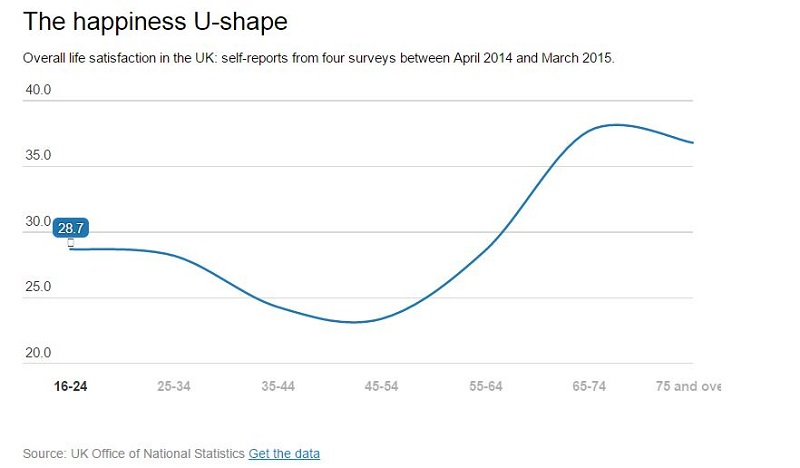 The happiness U-shape
Overall life satisfaction in the UK: self-reports from four surveys between April 2014 and March 2015.
40.0
35.0
30.0
28.7
25.0
20.0
16-24 25-34 35-44 45-54 55-64 65-74 75 and ove
Source: UK Office of National Statistics Get the data